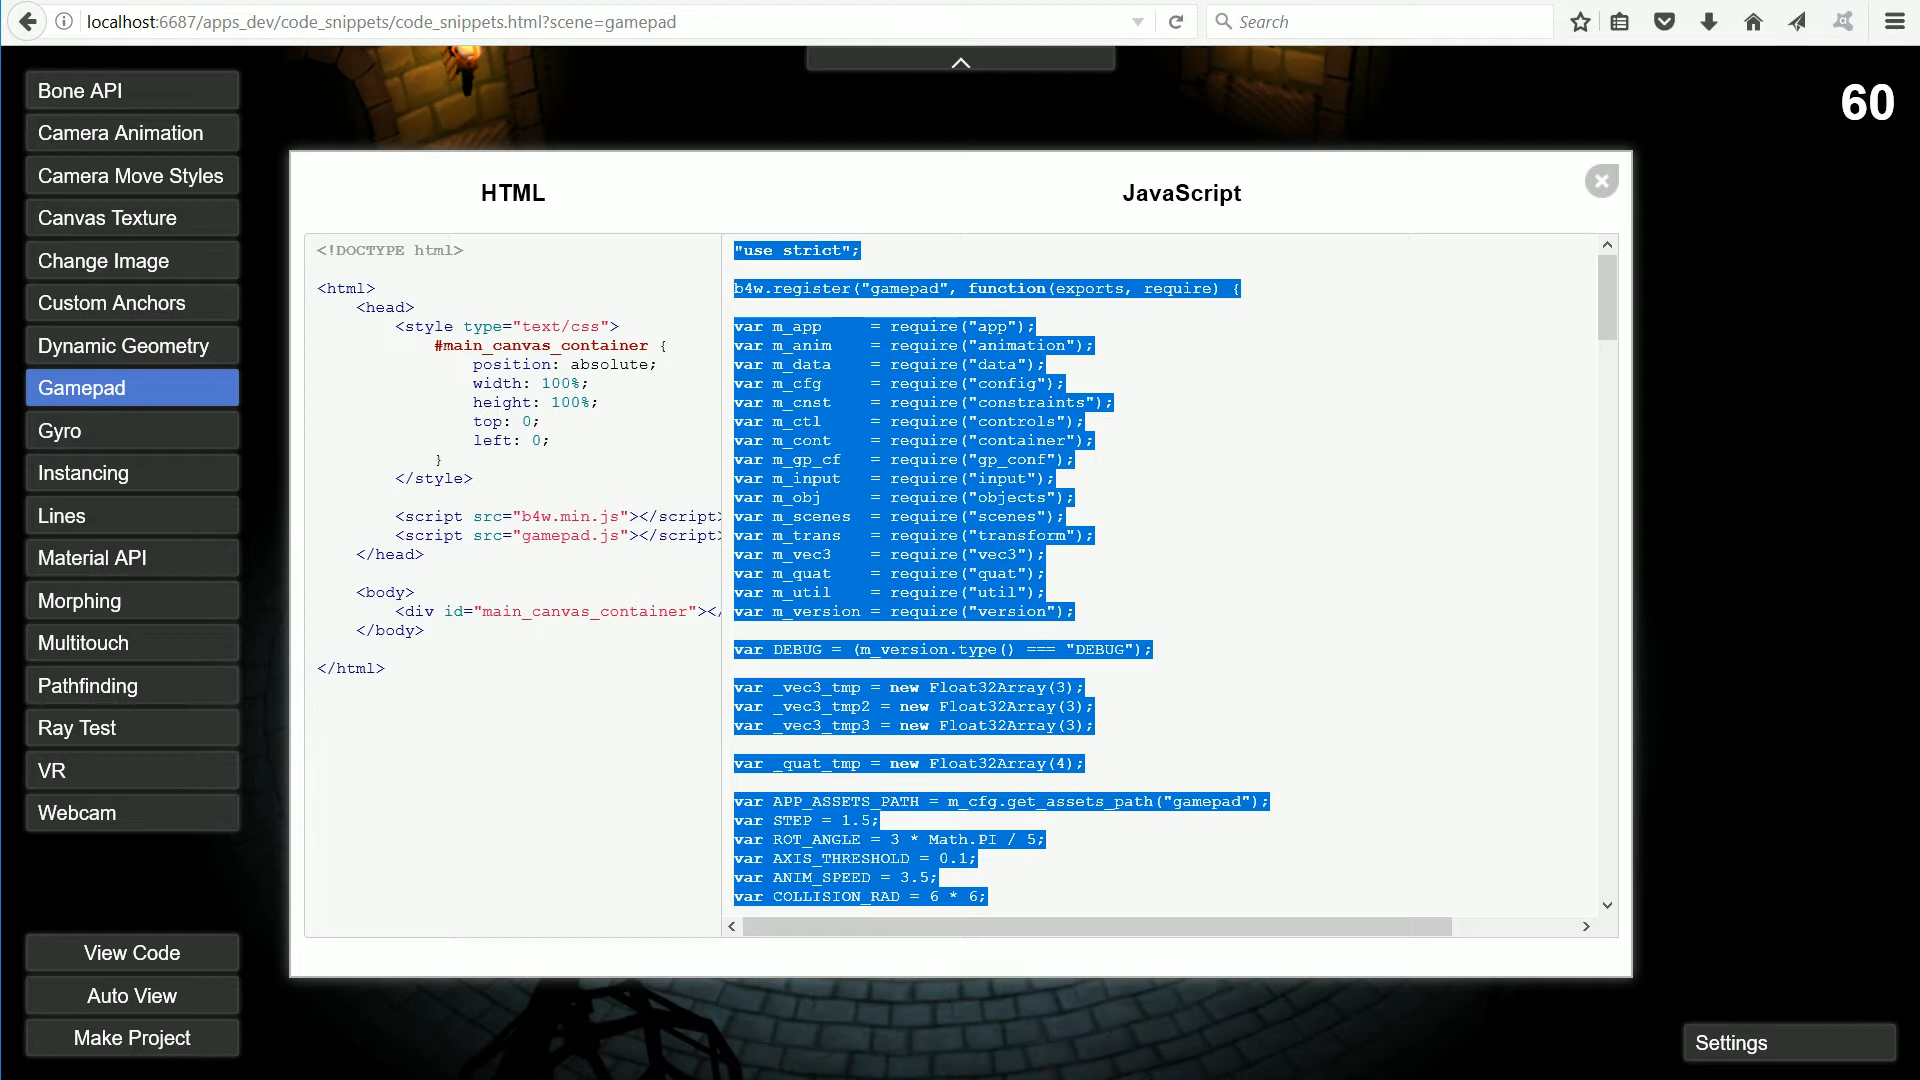 localhost:6687/apps_dev/code_snippets/code_snippets.html?scene=gamepad
Search
60
Bone API
Camera Animation
Camera Move Styles
Canvas Texture
Change Image
Custom Anchors
Dynamic Geometry
Gamepad
Gyro
Instancing
Lines
Material API
Morphing
Multitouch
Pathfinding
Ray Test
VR
Webcam
View Code
Auto View
Make Project
HTML
<!DOCTYPE html>
<html>
<head>
<style type="text/css">
#main_canvas_container {
position: absolute;
width: 100%;
height: 100%;
top: 0;
left: 0;
}
</style>
<script src="b4w.min.js"></script>
<script src="gamepad.js"></script>
</head>
<body>
<div id="main_canvas_container"></
</body>
</html>
JavaScript
"use strict";
b4w.register("gamepad", function(exports, require) {
var m_app     = require("app");
var m_anim    = require("animation");
var m_data    = require("data");
var m_cfg     = require("config");
var m_cnst    = require("constraints");
var m_ctl     = require("controls");
var m_cont    = require("container");
var m_gp_cf   = require("gp_conf");
var m_input   = require("input");
var m_obj     = require("objects");
var m_scenes  = require("scenes");
var m_trans   = require("transform");
var m_vec3    = require("vec3");
var m_quat    = require("quat");
var m_util    = require("util");
var m_version = require("version");
var DEBUG = (m_version.type() === "DEBUG");
var _vec3_tmp = new Float32Array(3);
var _vec3_tmp2 = new Float32Array(3);
var _vec3_tmp3 = new Float32Array(3);
var _quat_tmp = new Float32Array(4);
var APP_ASSETS_PATH = m_cfg.get_assets_path("gamepad");
var STEP = 1.5;
var ROT_ANGLE = 3 * Math.PI / 5;
var AXIS_THRESHOLD = 0.1;
var ANIM_SPEED = 3.5;
var COLLISION_RAD = 6 * 6;
Settings